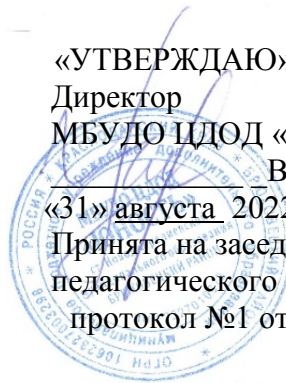 «УТВЕРЖДАЮ»
Директор
МБУДО ЦДОД «
В
«31» августа 2022
Принята на засед
педагогического
протокол №1 от